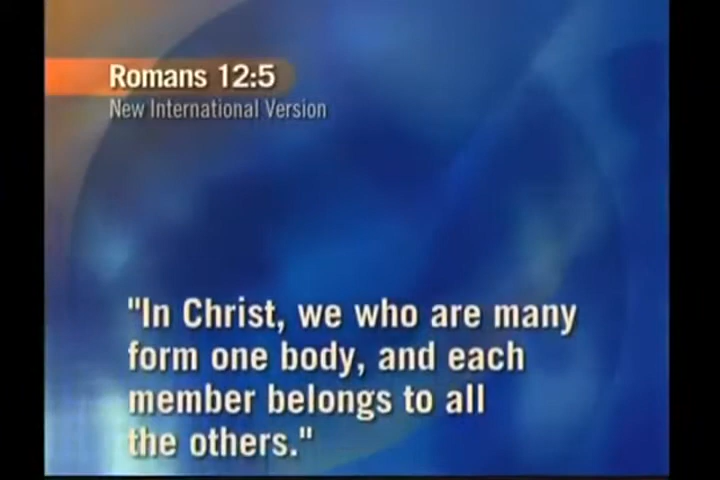 Romans 12:5
New International Version
"In Christ, we who are many
form one body, and each
member belongs to all
the others."